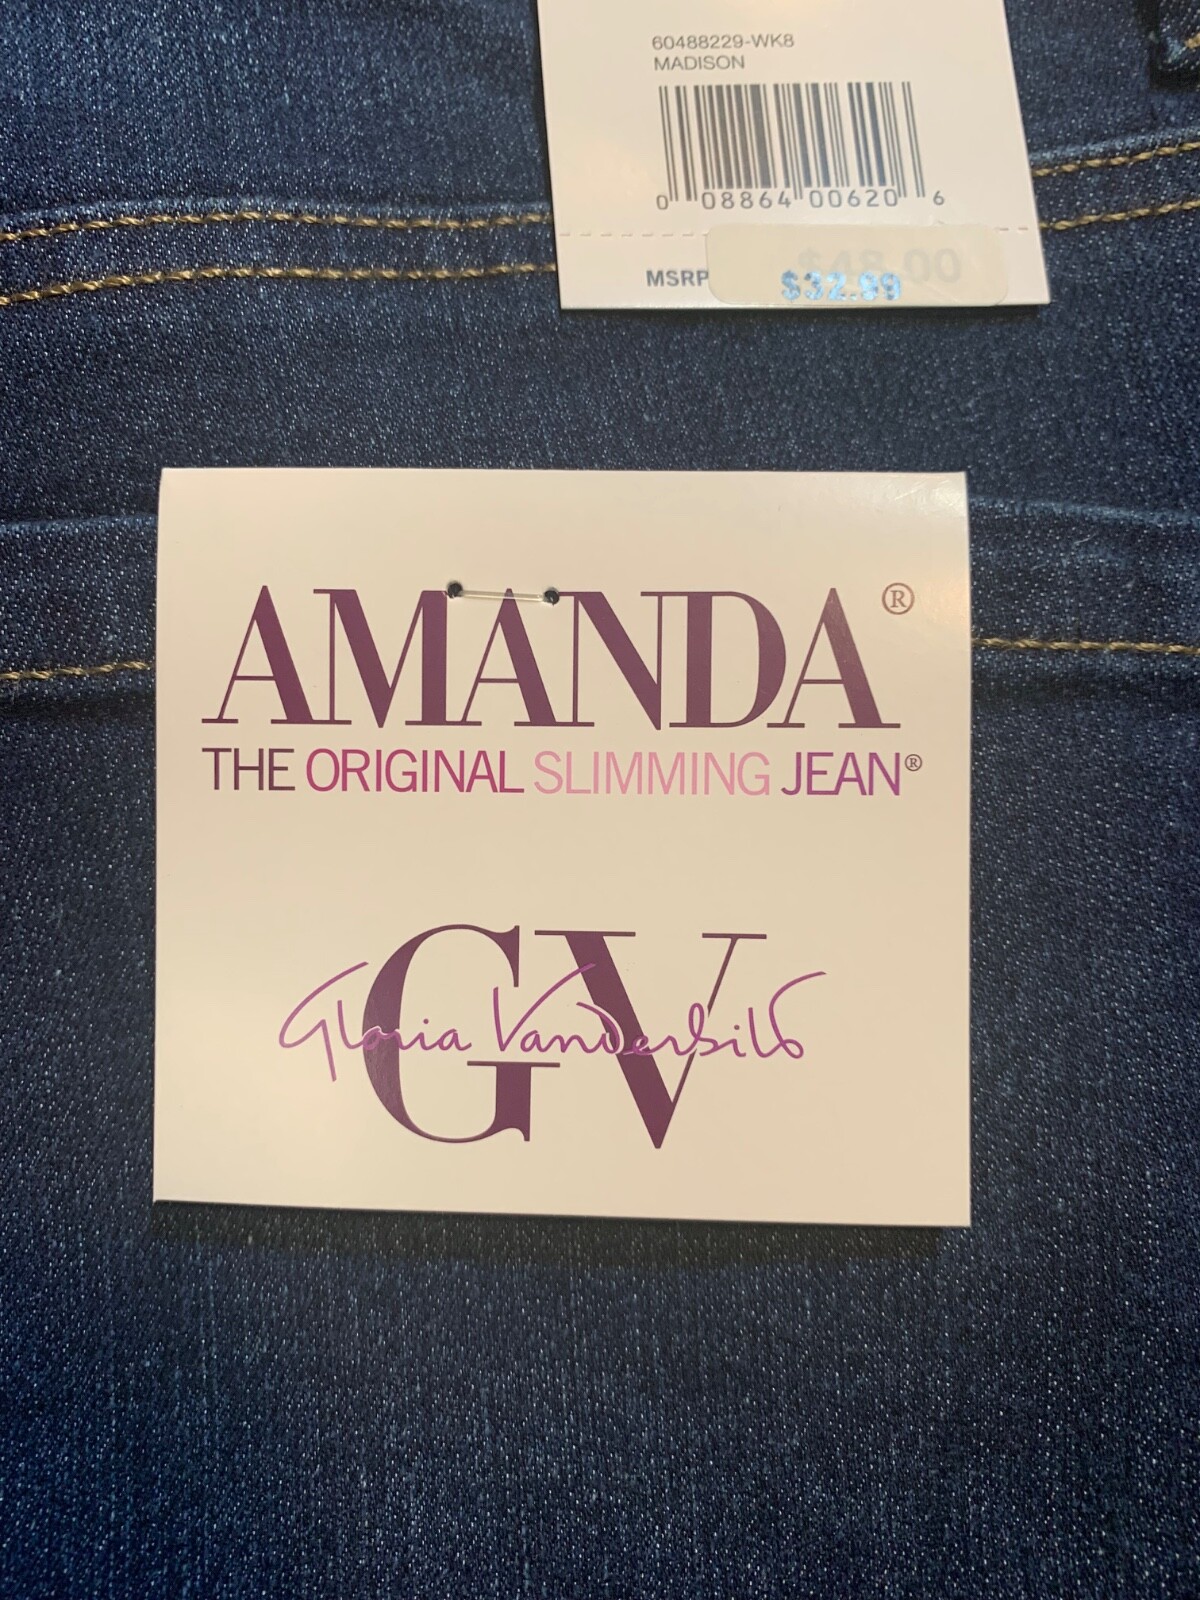 60488229-WK8
MADISON
0 08864 00620 6
MSRP $48.00
$32.99
AMANDA®
THE ORIGINAL SLIMMING JEAN®
GV
Gloria Vanderbilt